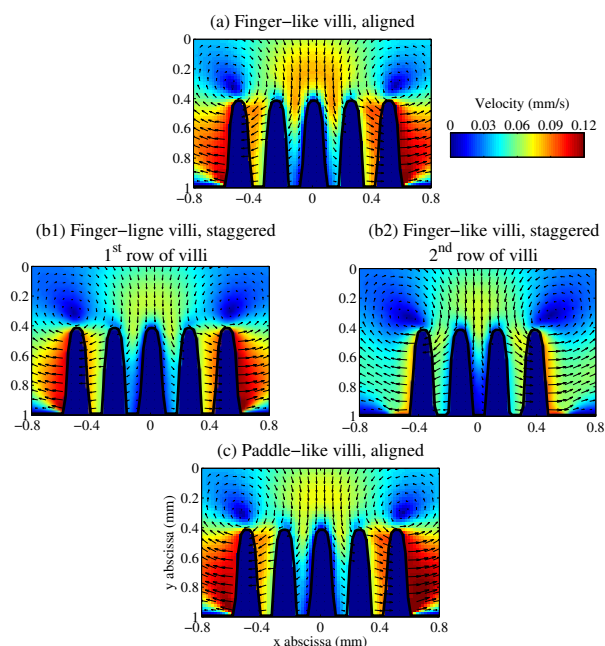 (a) Finger−like villi, aligned
0
0.2
0.4
0.6
0.8
1
−0.8 −0.4 0 0.4 0.8
Velocity (mm/s)
0 0.03 0.06 0.09 0.12
(b1) Finger−ligne villi, staggered
1st row of villi
0
0.2
0.4
0.6
0.8
1
−0.8 −0.4 0 0.4 0.8
(b2) Finger−like villi, staggered
2nd row of villi
0
0.2
0.4
0.6
0.8
1
−0.8 −0.4 0 0.4 0.8
(c) Paddle−like villi, aligned
y abscissa (mm)
0
0.2
0.4
0.6
0.8
1
−0.8 −0.4 0 0.4 0.8
x abscissa (mm)